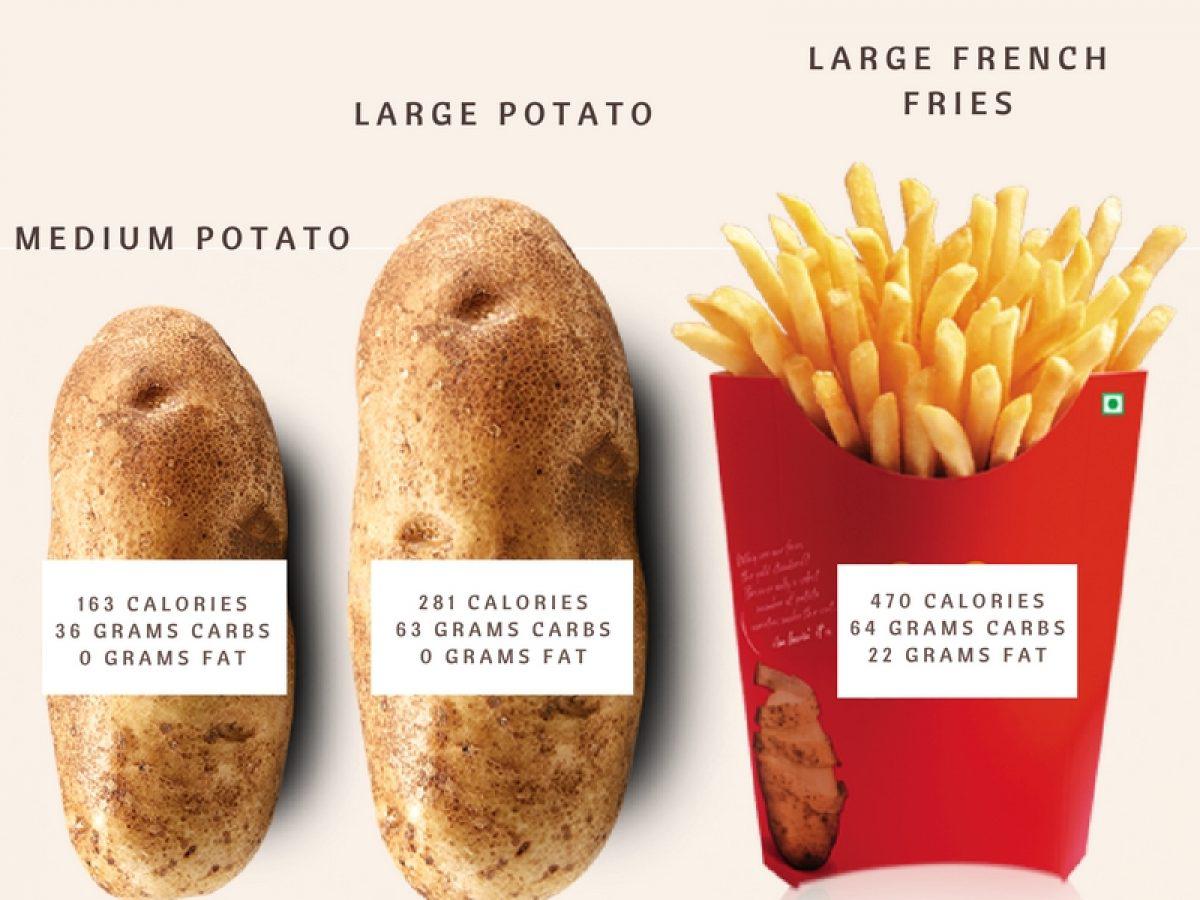 MEDIUM POTATO
163 CALORIES
36 GRAMS CARBS
0 GRAMS FAT
LARGE POTATO
281 CALORIES
63 GRAMS CARBS
0 GRAMS FAT
LARGE FRENCH
FRIES
470 CALORIES
64 GRAMS CARBS
22 GRAMS FAT